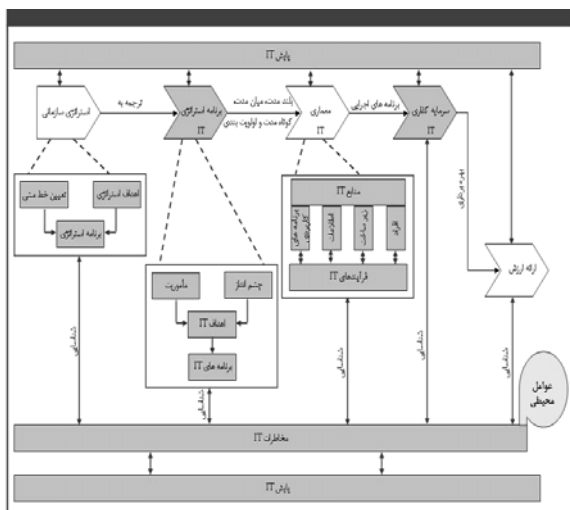 پایش IT
استراتژی سازمانی
ترجمه به
برنامه استراتژی
IT
بلند مدت، میان مدت،
کوتاه مدت و اولویت بندی
معماری
IT
برنامه های اجرایی
سرمایه گذاری
IT
بهره برداری
ارائه ارزش
تعیین خط مشی
اهداف استراتژی
برنامه استراتژی
مأموریت
چشم انداز
اهداف IT
برنامه های IT
منابع IT
برنامه های
کاربردی
اطلاعات
زیر ساخت
افراد
فرآیندهای IT
شناسایی
شناسایی
شناسایی
شناسایی
شناسایی
عوامل
محیطی
مخاطرات IT
پایش IT